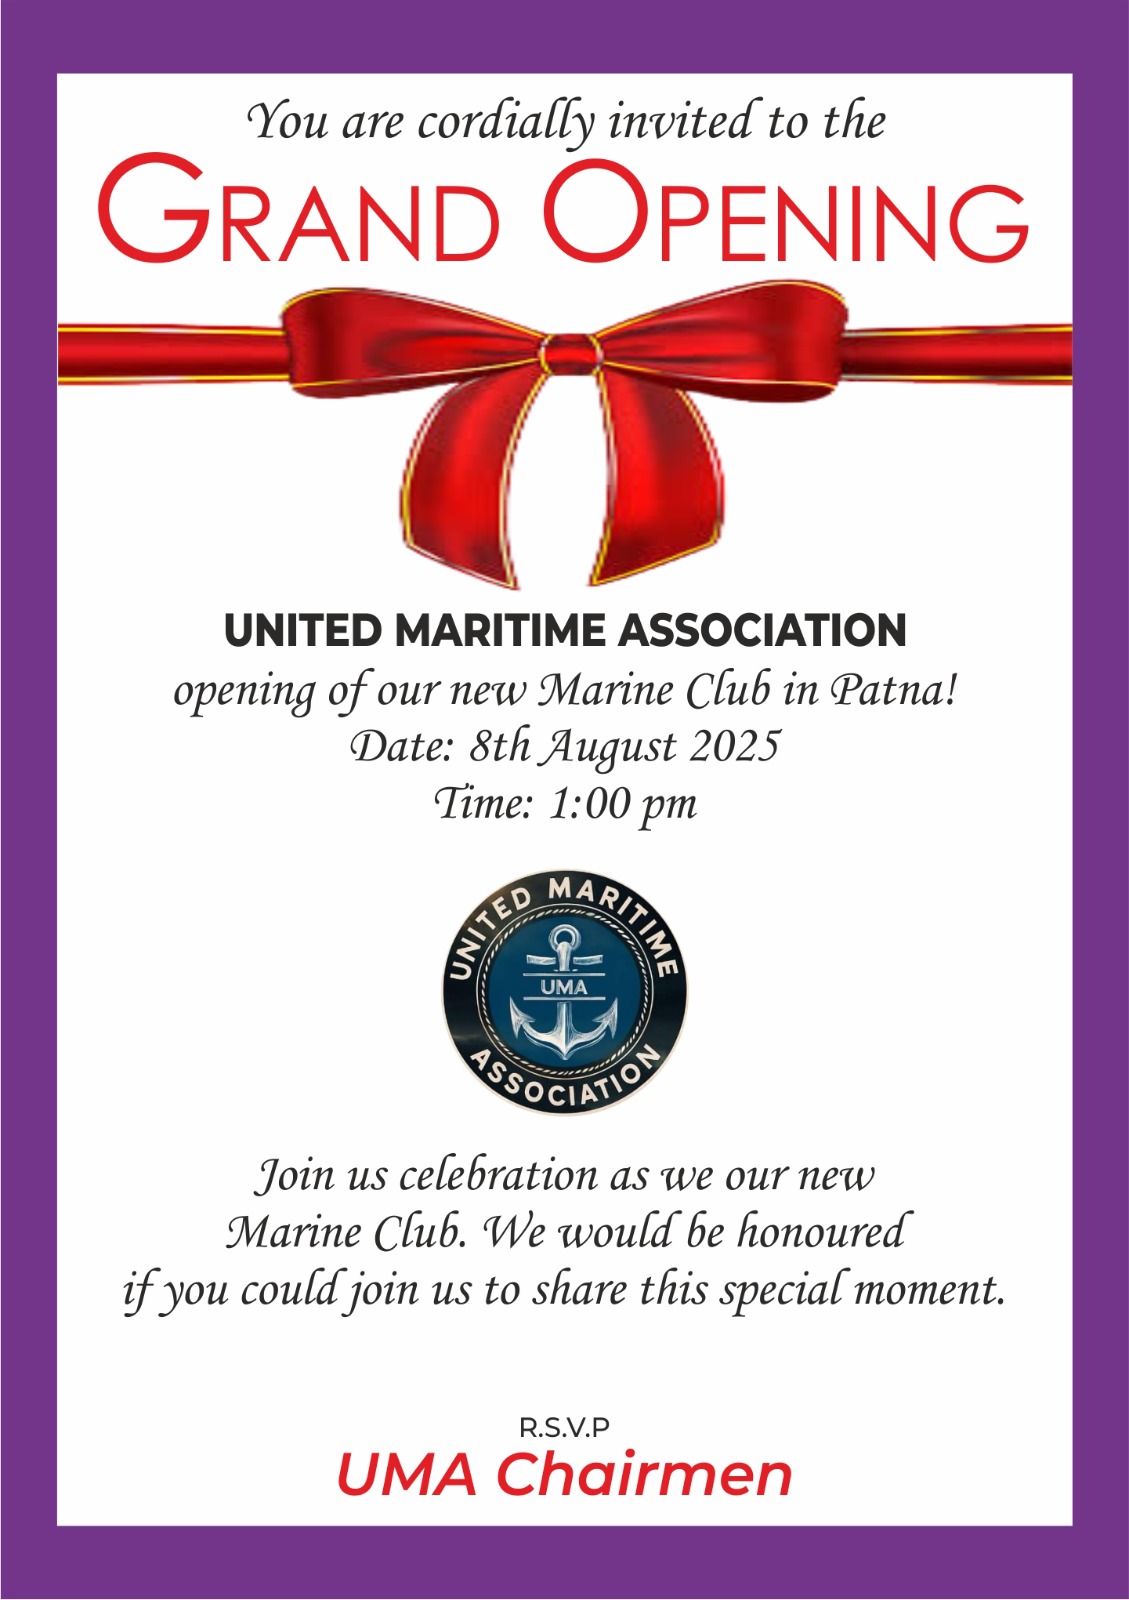 You are cordially invited to the
GRAND OPENING
UNITED MARITIME ASSOCIATION
opening of our new Marine Club in Patna!
Date: 8th August 2025
Time: 1:00 pm
UNITED MARITIME
UMA
ASSOCIATION
Join us celebration as we our new
Marine Club. We would be honoured
if you could join us to share this special moment.
R.S.V.P
UMA Chairmen